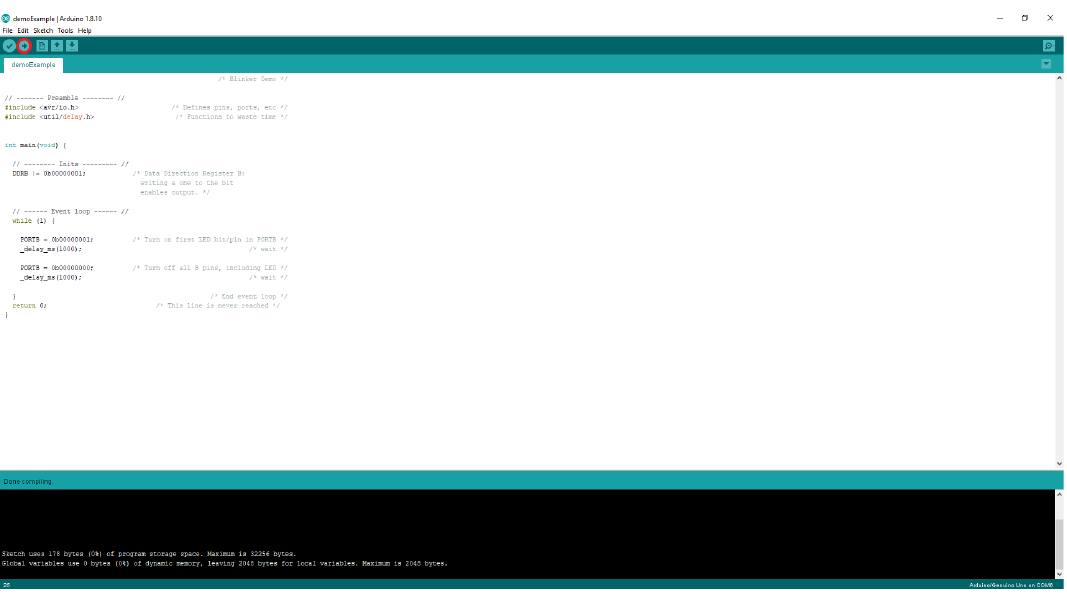 demoExample | Arduino 1.8.10
File Edit Sketch Tools Help
demoExample
/* Blinker Demo */
// ------- Preamble -------- //
#include <avr/io.h> /* Defines pins, ports, etc */
#include <util/delay.h> /* Functions to waste time */
int main(void) {
// -------- Inits --------- //
DDRB |= 0b00000001; /* Data Direction Register B:
writing a one to the bit
enables output. */
// ------ Event loop ------ //
while (1) {
PORTB = 0b00000001; /* Turn on first LED bit/pin in PORTB */
_delay_ms(1000); /* wait */
PORTB = 0b00000000; /* Turn off all B pins, including LED */
_delay_ms(1000); /* wait */
} /* End event loop */
return 0; /* This line is never reached */
}
Done compiling.
Sketch uses 178 bytes (0%) of program storage space. Maximum is 32256 bytes.
Global variables use 0 bytes (0%) of dynamic memory, leaving 2048 bytes for local variables. Maximum is 2048 bytes.
Arduino/Genuino Uno on COM6